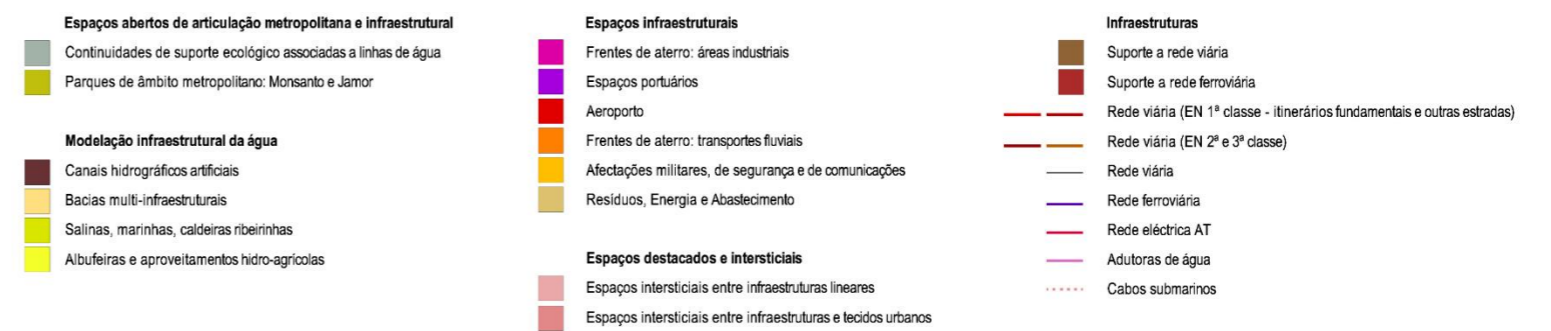 Espaços abertos de articulação metropolitana e infraestrutural
Continuidades de suporte ecológico associadas a linhas de água
Parques de âmbito metropolitano: Monsanto e Jamor
Modelação infraestrutural da água
Canais hidrográficos artificiais
Bacias multi-infraestruturais
Salinas, marinhas, caldeiras ribeirinhas
Albufeiras e aproveitamentos hidro-agrícolas
Espaços infraestruturais
Frentes de aterro: áreas industriais
Espaços portuários
Aeroporto
Frentes de aterro: transportes fluviais
Afectações militares, de segurança e de comunicações
Resíduos, Energia e Abastecimento
Espaços destacados e intersticiais
Espaços intersticiais entre infraestruturas lineares
Espaços intersticiais entre infraestruturas e tecidos urbanos
Infraestruturas
Suporte a rede viária
Suporte a rede ferroviária
Rede viária (EN 1ª classe - itinerários fundamentais e outras estradas)
Rede viária (EN 2ª e 3ª classe)
Rede viária
Rede ferroviária
Rede eléctrica AT
Adutoras de água
Cabos submarinos